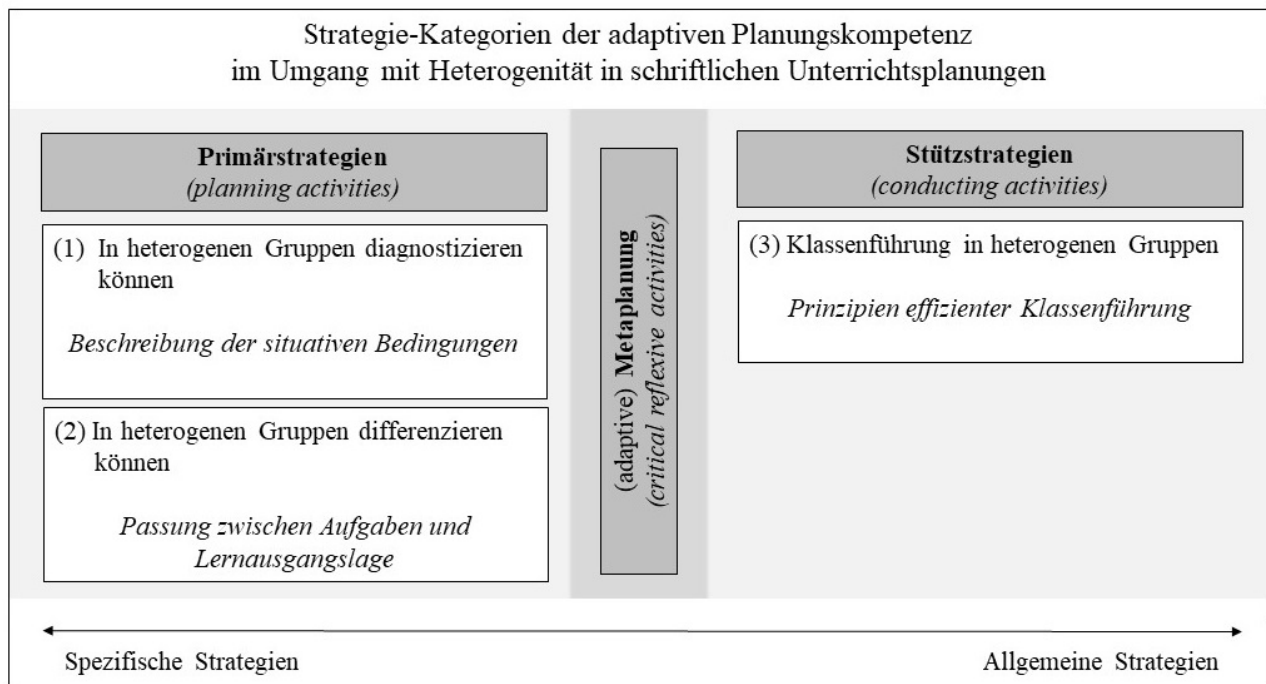 Strategie-Kategorien der adaptiven Planungskompetenz
im Umgang mit Heterogenität in schriftlichen Unterrichtsplanungen
Primärstrategien
(planning activities)
(1) In heterogenen Gruppen diagnostizieren
können
Beschreibung der situativen Bedingungen
(2) In heterogenen Gruppen differenzieren
können
Passung zwischen Aufgaben und
Lernausgangslage
(adaptive) Metaplanung
(critical reflexive activities)
Stützstrategien
(conducting activities)
(3) Klassenführung in heterogenen Gruppen
Prinzipien effizienter Klassenführung
Spezifische Strategien
Allgemeine Strategien